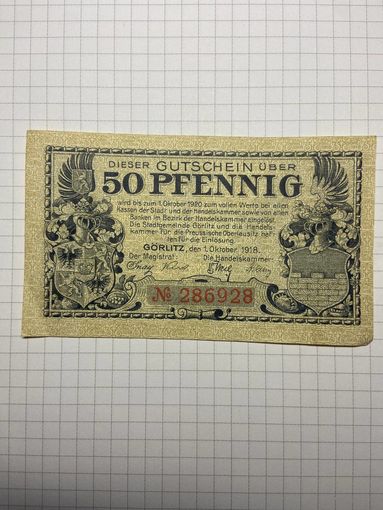 DIESER GUTSCHEIN ÜBER
50 PFENNIG
wird bis zum 1. Oktober 1920 zum vollen Werte bei allen
Kassen der Stadt und der Handelskammer sowie von allen
Banken im Bezirk der Handelskammer eingelöst.
Die Stadtgemeinde Görlitz und die Handels-
kammer für die Preussische Oberlausitz haf-
ten für die Einlösung.
GÖRLITZ, den 1. Oktober 1918.
Der Magistrat: Die Handelskammer:
№ 286928